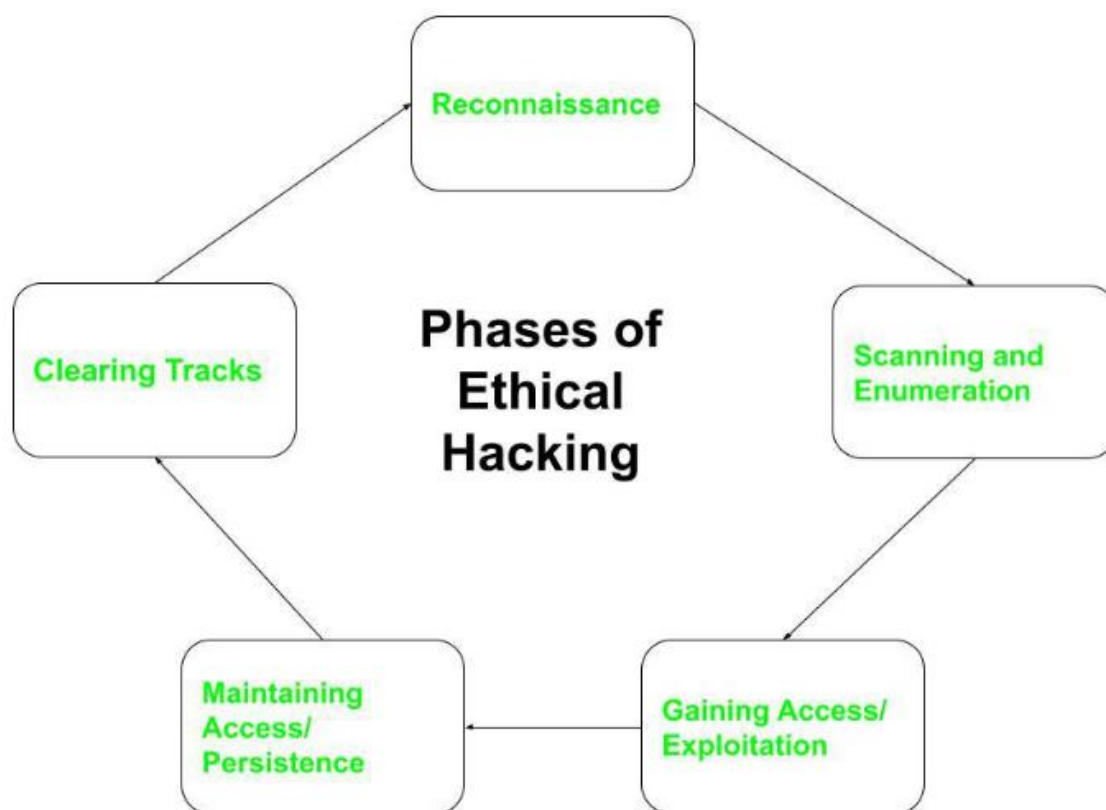 Reconnaissance
Scanning and
Enumeration
Gaining Access/
Exploitation
Maintaining
Access/
Persistence
Clearing Tracks
Phases of
Ethical
Hacking